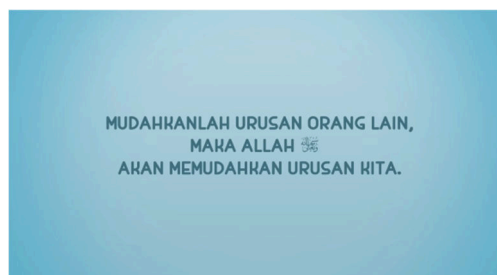 MUDAHKANLAH URUSAN ORANG LAIN,
MAKA ALLAH ﷻ
AKAN MEMUDAHKAN URUSAN KITA.